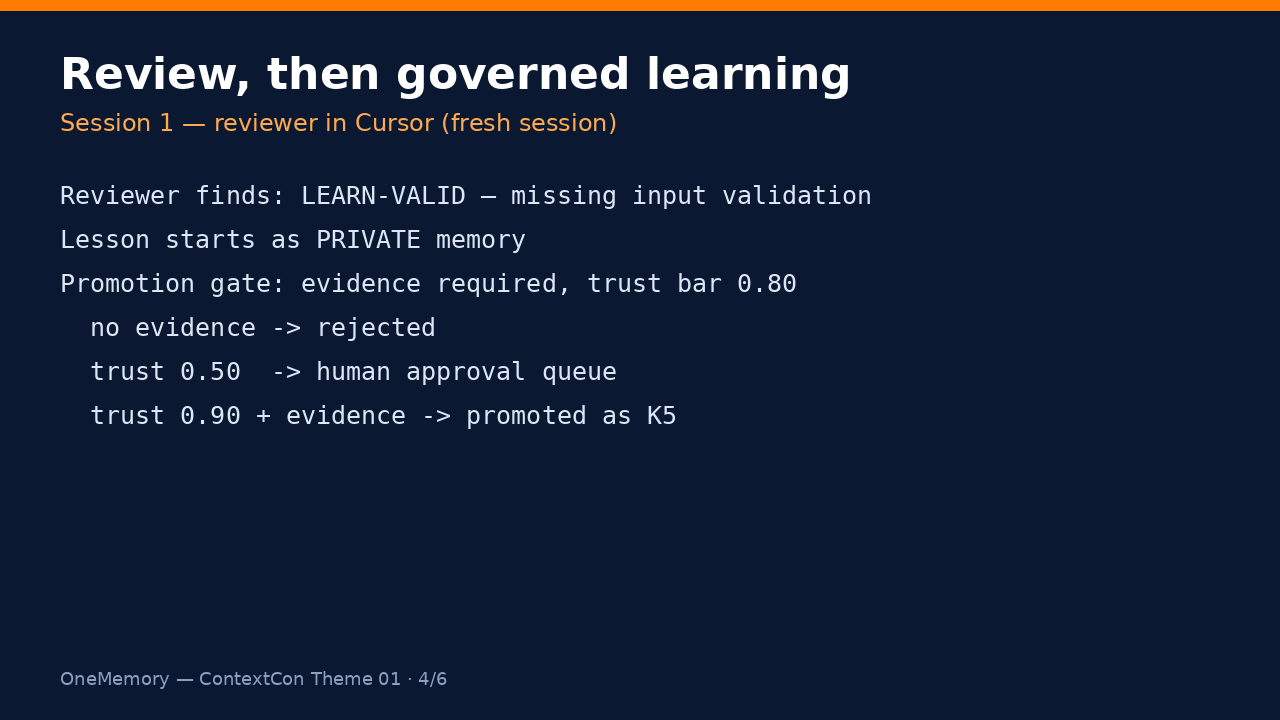 Review, then governed learning
Session 1 — reviewer in Cursor (fresh session)
Reviewer finds: LEARN-VALID — missing input validation
Lesson starts as PRIVATE memory
Promotion gate: evidence required, trust bar 0.80
  no evidence -> rejected
  trust 0.50  -> human approval queue
  trust 0.90 + evidence -> promoted as K5
OneMemory — ContextCon Theme 01 · 4/6